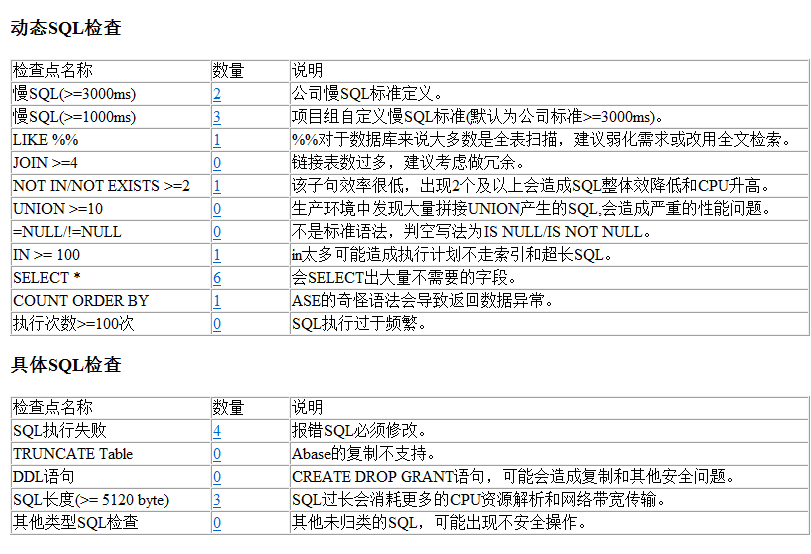 动态SQL检查
检查点名称 数量 说明
慢SQL(>=3000ms) 2 公司慢SQL标准定义。
慢SQL(>=1000ms) 3 项目组自定义慢SQL标准(默认为公司标准>=3000ms)。
LIKE %% 1 %%对于数据库来说大多数是全表扫描，建议弱化需求或改用全文检索。
JOIN >=4 0 链接表数过多，建议考虑做冗余。
NOT IN/NOT EXISTS >=2 1 该子句效率很低，出现2个及以上会造成SQL整体效降低和CPU升高。
UNION >=10 0 生产环境中发现大量拼接UNION产生的SQL,会造成严重的性能问题。
=NULL/!=NULL 0 不是标准语法，判空写法为IS NULL/IS NOT NULL。
IN >= 100 1 in太多可能造成执行计划不走索引和超长SQL。
SELECT * 6 会SELECT出大量不需要的字段。
COUNT ORDER BY 1 ASE的奇怪语法会导致返回数据异常。
执行次数>=100次 0 SQL执行过于频繁。
具体SQL检查
检查点名称 数量 说明
SQL执行失败 4 报错SQL必须修改。
TRUNCATE Table 0 Abase的复制不支持。
DDL语句 0 CREATE DROP GRANT语句，可能会造成复制和其他安全问题。
SQL长度(>= 5120 byte) 3 SQL过长会消耗更多的CPU资源解析和网络带宽传输。
其他类型SQL检查 0 其他未归类的SQL，可能出现不安全操作。